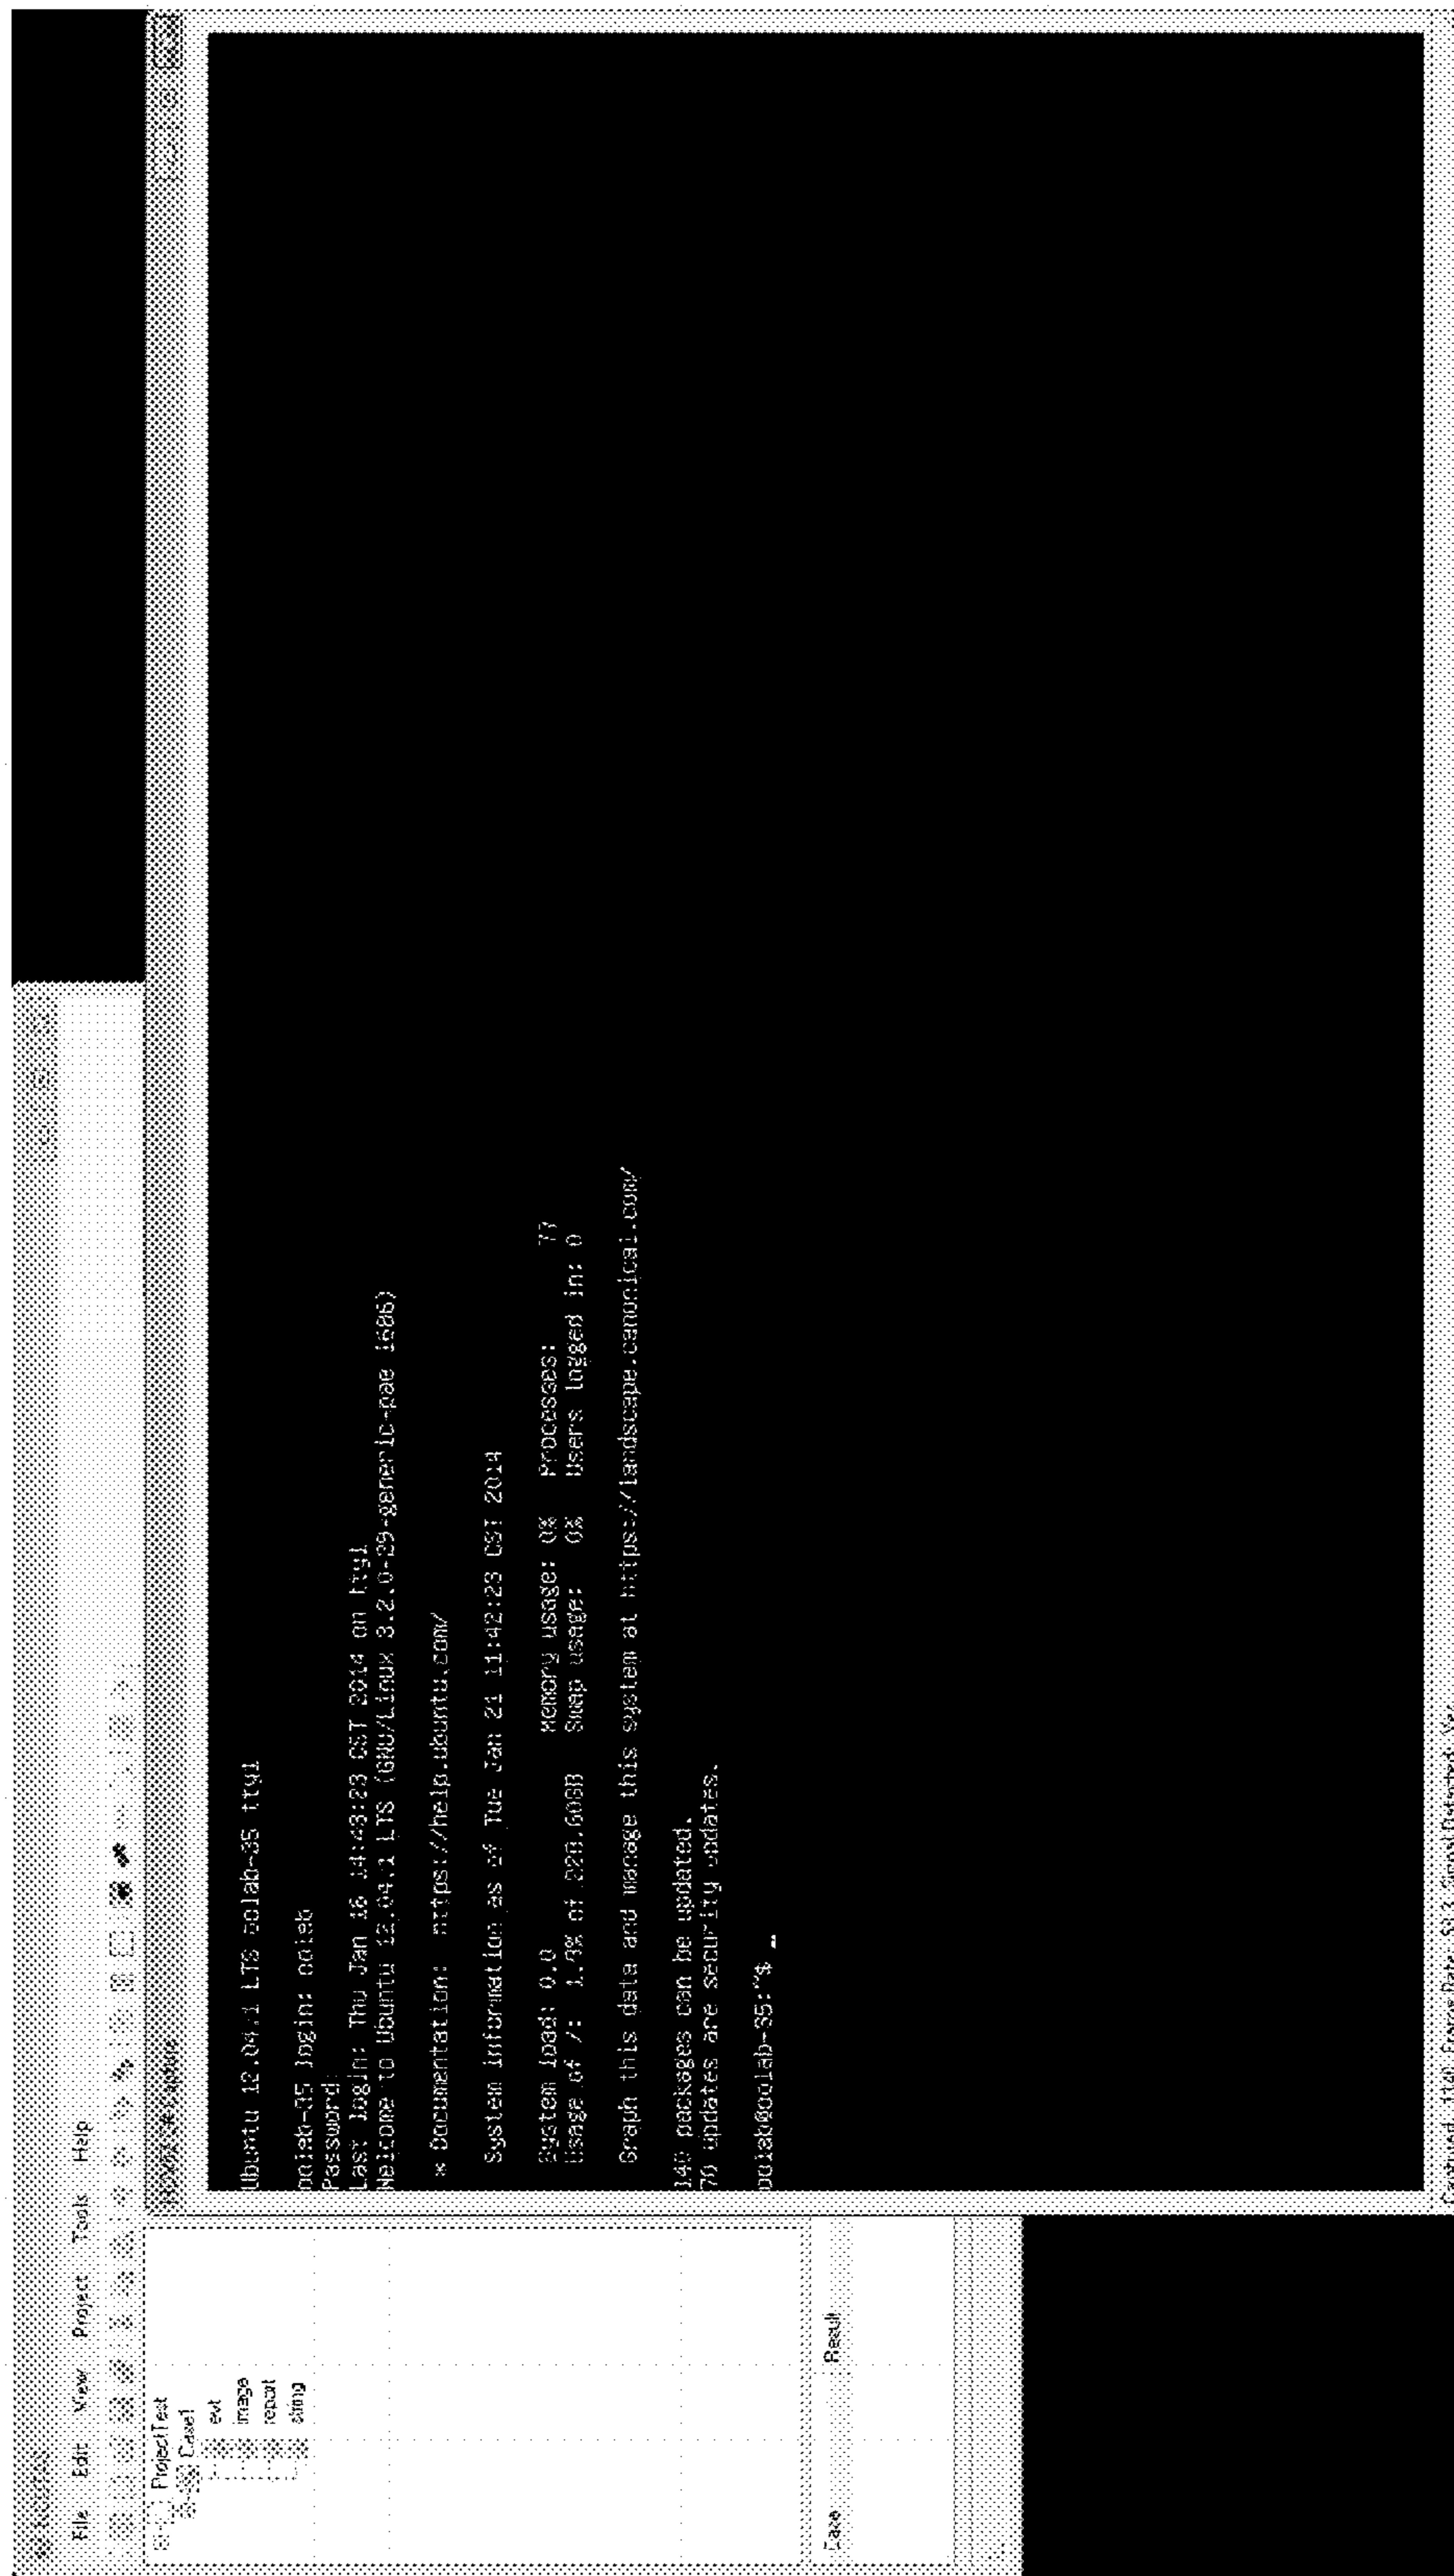 File Edit View Project Tools Help
ProjectTest
Case1
evt
image
report
string
Case Result
Ubuntu 12.04.1 LTS oolab-35 tty1
oolab-35 login: oolab
Password:
Last login: Thu Jan 16 14:43:23 CST 2014 on tty1
Welcome to Ubuntu 12.04.1 LTS (GNU/Linux 3.2.0-29-generic-pae i686)
* Documentation: https://help.ubuntu.com/
System information as of Tue Jan 21 11:42:23 CST 2014
System load: 0.0 Memory usage: 0% Processes: 77
Usage of /: 1.0% of 228.60GB Swap usage: 0% Users logged in: 0
Graph this data and manage this system at https://landscape.canonical.com/
140 packages can be updated.
70 updates are security updates.
oolab@oolab-35:~$ _